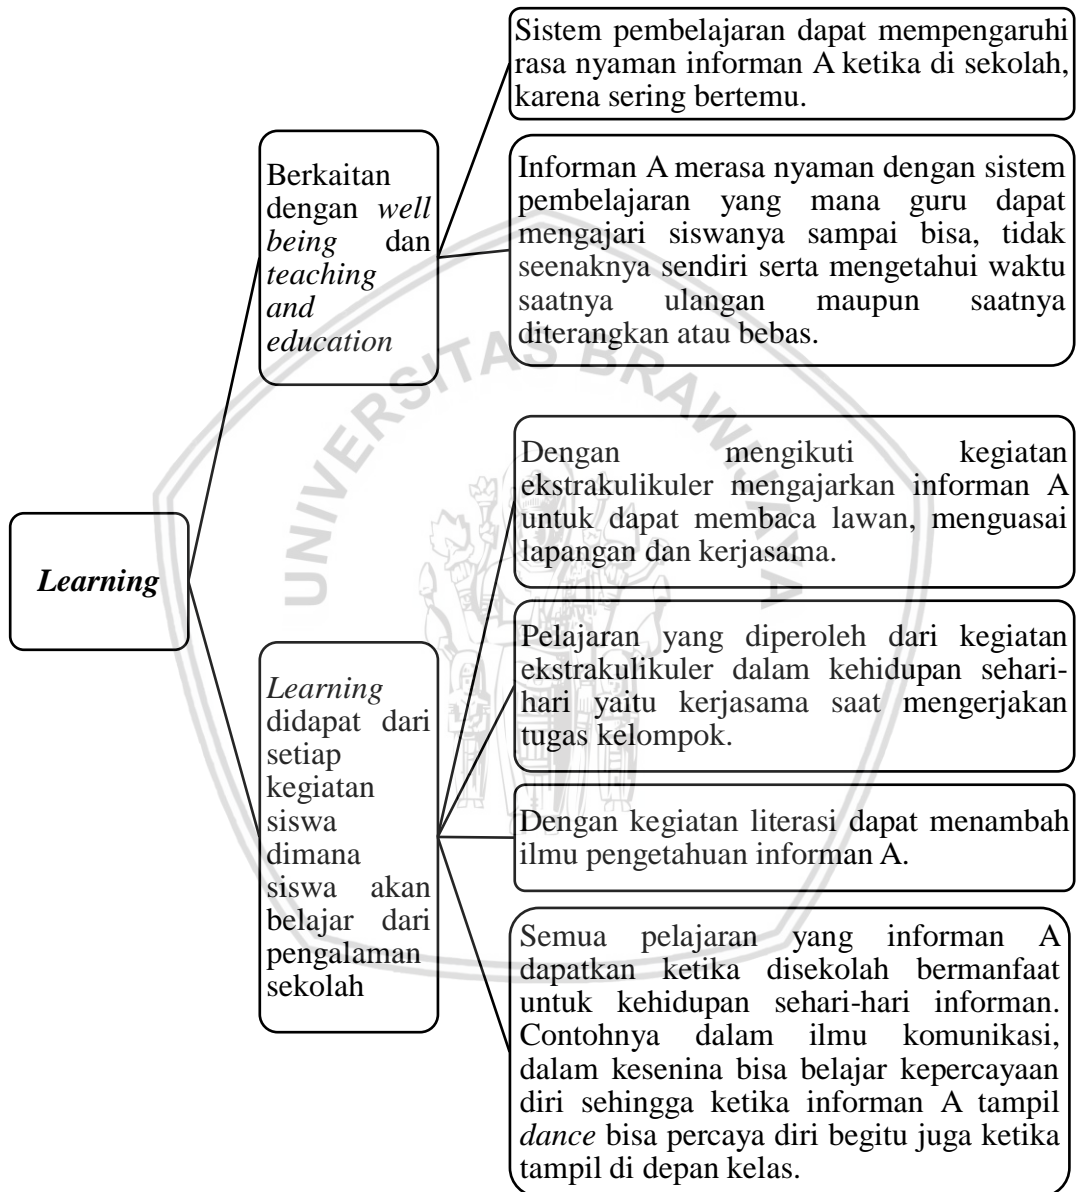 Learning
Berkaitan
dengan well
being dan
teaching
and
education
Sistem pembelajaran dapat mempengaruhi
rasa nyaman informan A ketika di sekolah,
karena sering bertemu.
Informan A merasa nyaman dengan sistem
pembelajaran yang mana guru dapat
mengajari siswanya sampai bisa, tidak
seenaknya sendiri serta mengetahui waktu
saatnya ulangan maupun saatnya
diterangkan atau bebas.
Learning
didapat dari
setiap
kegiatan
siswa
dimana
siswa akan
belajar dari
pengalaman
sekolah
Dengan mengikuti kegiatan
ekstrakulikuler mengajarkan informan A
untuk dapat membaca lawan, menguasai
lapangan dan kerjasama.
Pelajaran yang diperoleh dari kegiatan
ekstrakulikuler dalam kehidupan sehari-
hari yaitu kerjasama saat mengerjakan
tugas kelompok.
Dengan kegiatan literasi dapat menambah
ilmu pengetahuan informan A.
Semua pelajaran yang informan A
dapatkan ketika disekolah bermanfaat
untuk kehidupan sehari-hari informan.
Contohnya dalam ilmu komunikasi,
dalam kesenina bisa belajar kepercayaan
diri sehingga ketika informan A tampil
dance bisa percaya diri begitu juga ketika
tampil di depan kelas.
UNIVERSITAS BRAWIJAYA